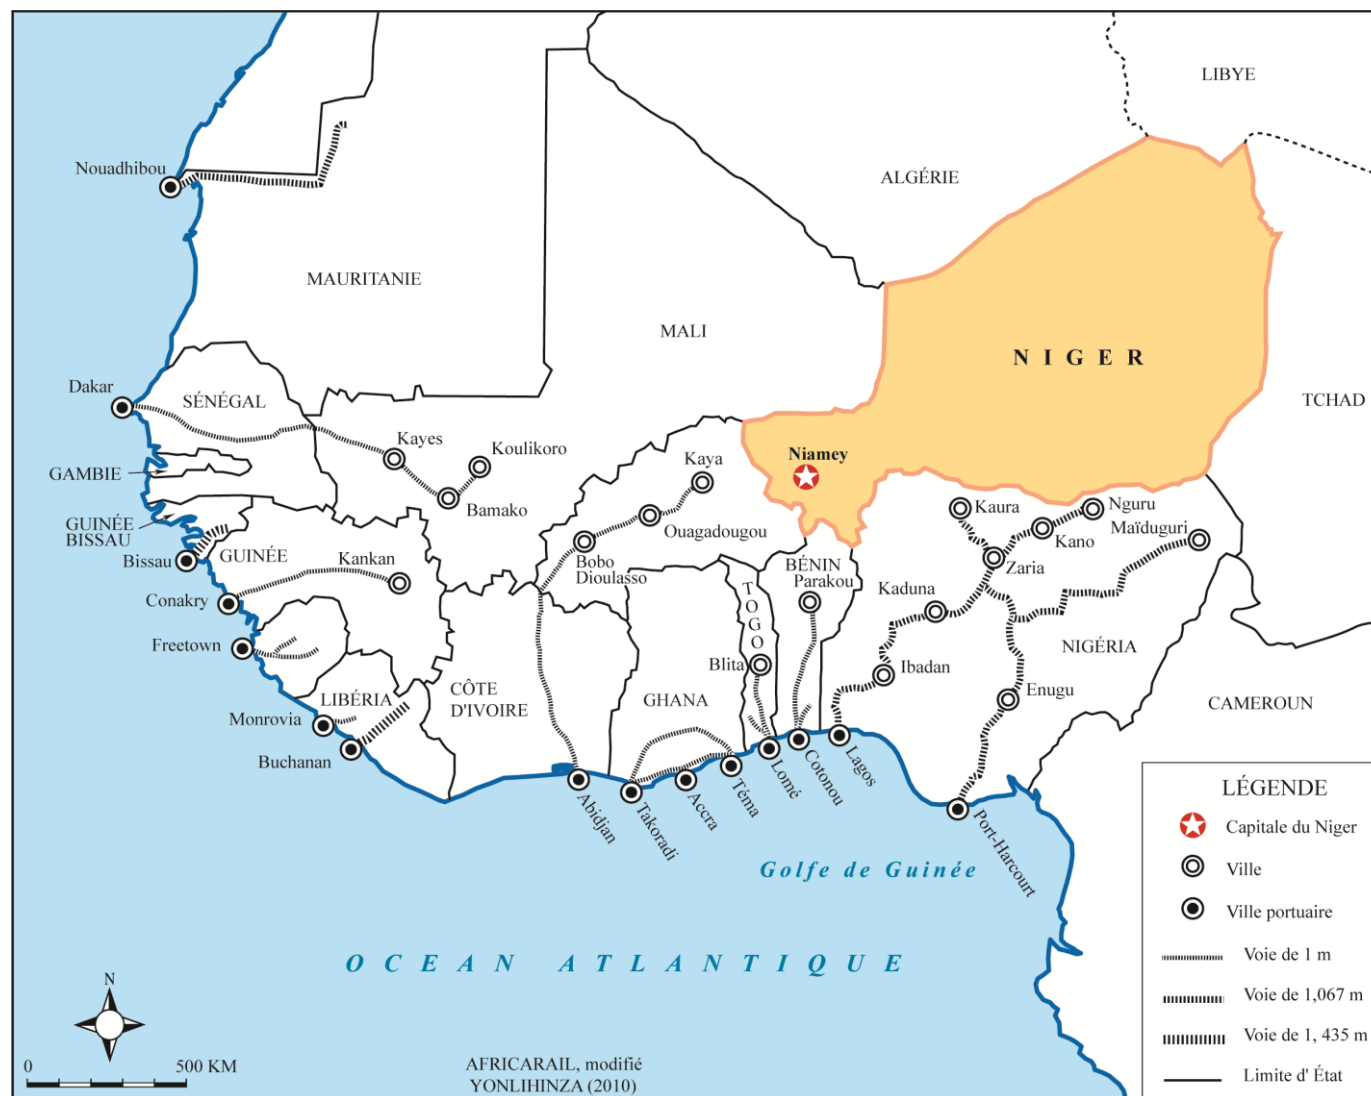 LIBYE
Nouadhibou
ALGÉRIE
MAURITANIE
MALI
NIGER
Dakar
SÉNÉGAL
TCHAD
Kayes
Koulikoro
Kaya
Niamey
GAMBIE
Bamako
Ouagadougou
Kaura
Nguru
Kano
Maïduguri
GUINÉE
BISSAU
Bissau
GUINÉE
Kankan
Bobo
Dioulasso
BÉNIN
Parakou
Zaria
Kaduna
TOGO
Conakry
Freetown
Blita
Ibadan
NIGÉRIA
LIBÉRIA
CÔTE
D'IVOIRE
GHANA
Enugu
CAMEROUN
Monrovia
Buchanan
Abidjan
Takoradi
Accra
Téma
Lomé
Cotonou
Lagos
Port-Harcourt
Golfe de Guinée
OCEAN ATLANTIQUE
LÉGENDE
Capitale du Niger
Ville
Ville portuaire
Voie de 1 m
Voie de 1,067 m
Voie de 1, 435 m
Limite d' État
N
0 500 KM
AFRICARAIL, modifié
YONLIHINZA (2010)